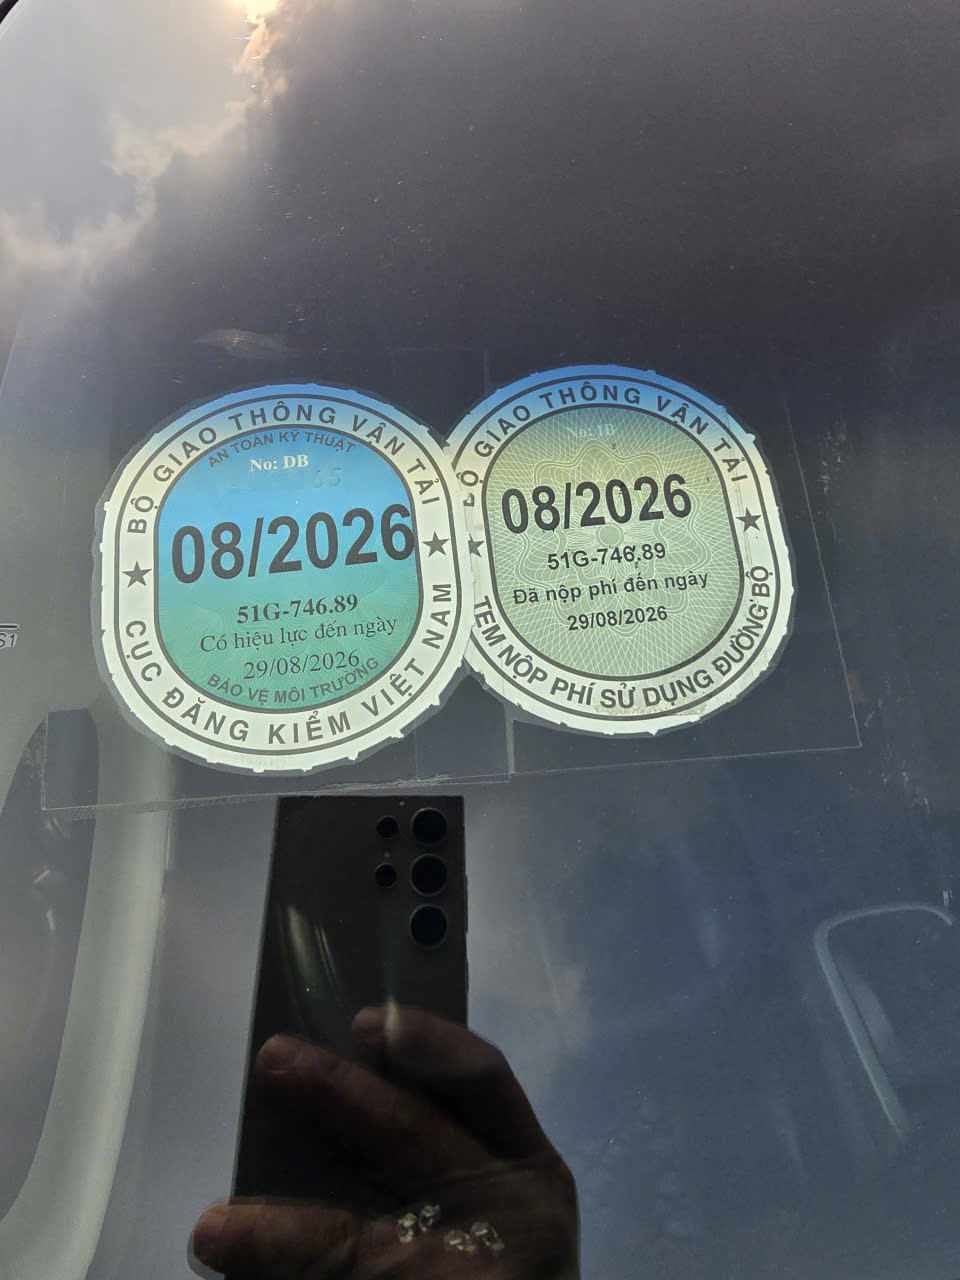 BỘ GIAO THÔNG VẬN TẢI
AN TOÀN KỸ THUẬT
No: DB
08/2026
51G-746.89
Có hiệu lực đến ngày
29/08/2026
BẢO VỆ MÔI TRƯỜNG
CỤC ĐĂNG KIỂM VIỆT NAM
BỘ GIAO THÔNG VẬN TẢI
No: IB
08/2026
51G-746.89
Đã nộp phí đến ngày
29/08/2026
TEM NỘP PHÍ SỬ DỤNG ĐƯỜNG BỘ
S1